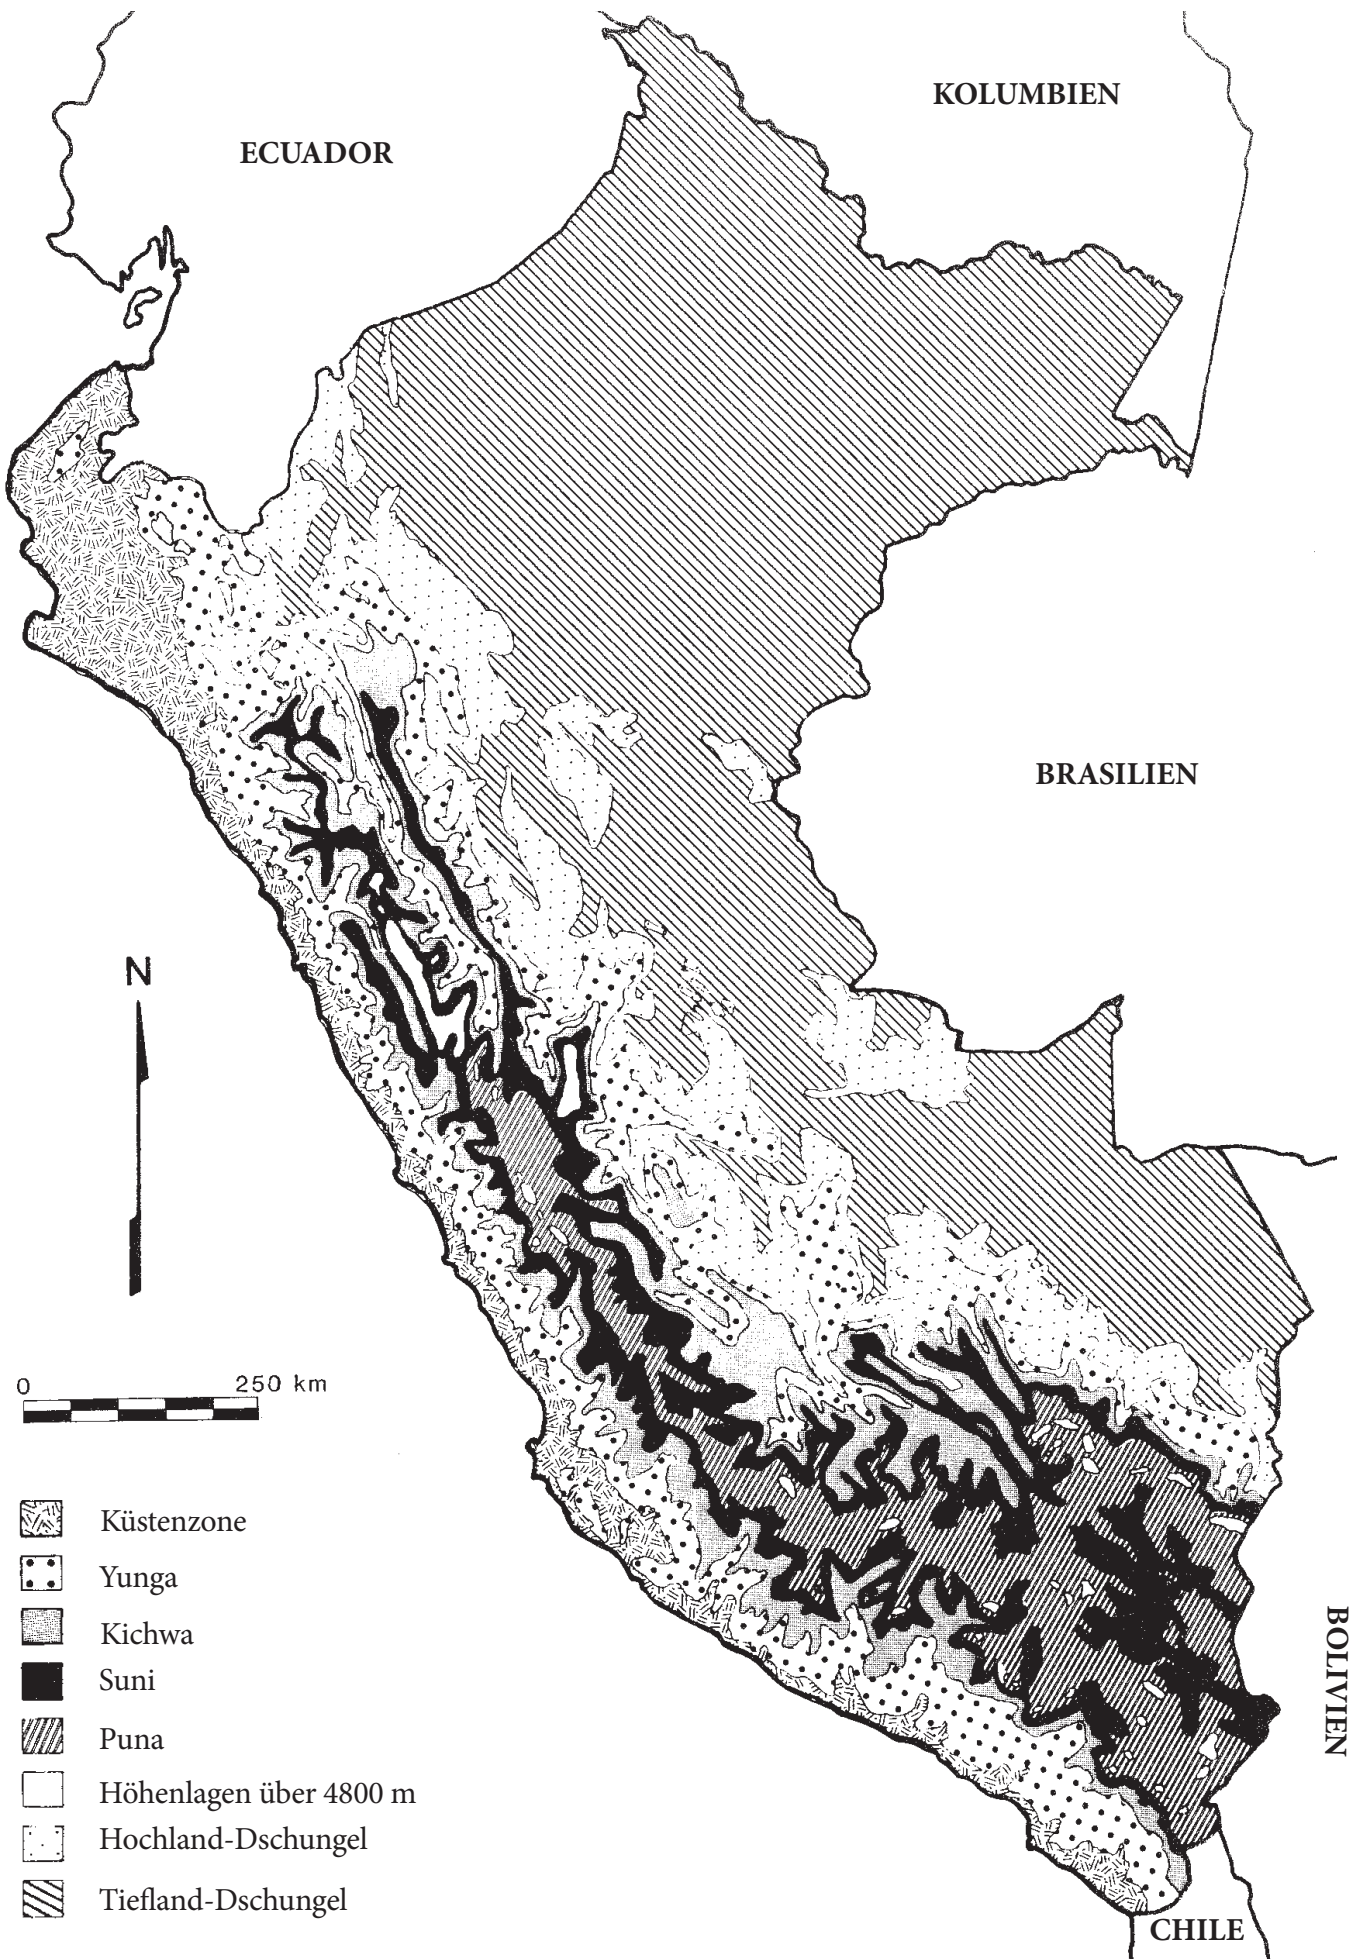 KOLUMBIEN
ECUADOR
BRASILIEN
N
0 250 km
Küstenzone
Yunga
Kichwa
Suni
Puna
Höhenlagen über 4800 m
Hochland-Dschungel
Tiefland-Dschungel
BOLIVIEN
CHILE